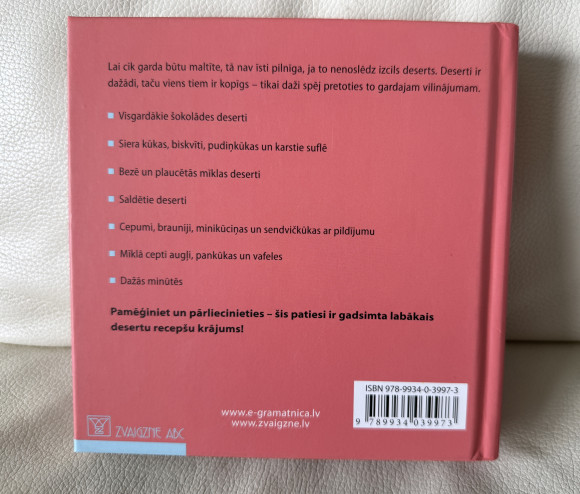 Lai cik garda būtu maltīte, tā nav īsti pilnīga, ja to nenoslēdz izcils deserts. Deserti ir
dažādi, taču viens tiem ir kopīgs – tikai daži spēj pretoties to gardajam vilinājumam.
Visgardākie šokolādes deserti
Siera kūkas, biskvīti, pudiņkūkas un karstie suflē
Bezē un plaucētās mīklas deserti
Saldētie deserti
Cepumi, brauniji, minikūciņas un sendvičkūkas ar pildījumu
Mīklā cepti augļi, pankūkas un vafeles
Dažās minūtēs
Pamēģiniet un pārliecinieties – šis patiesi ir gadsimta labākais
desertu recepšu krājums!
ISBN 978-9934-0-3997-3
9 789934 039973
www.e-gramatnica.lv
www.zvaigzne.lv
ZVAIGZNE ABC